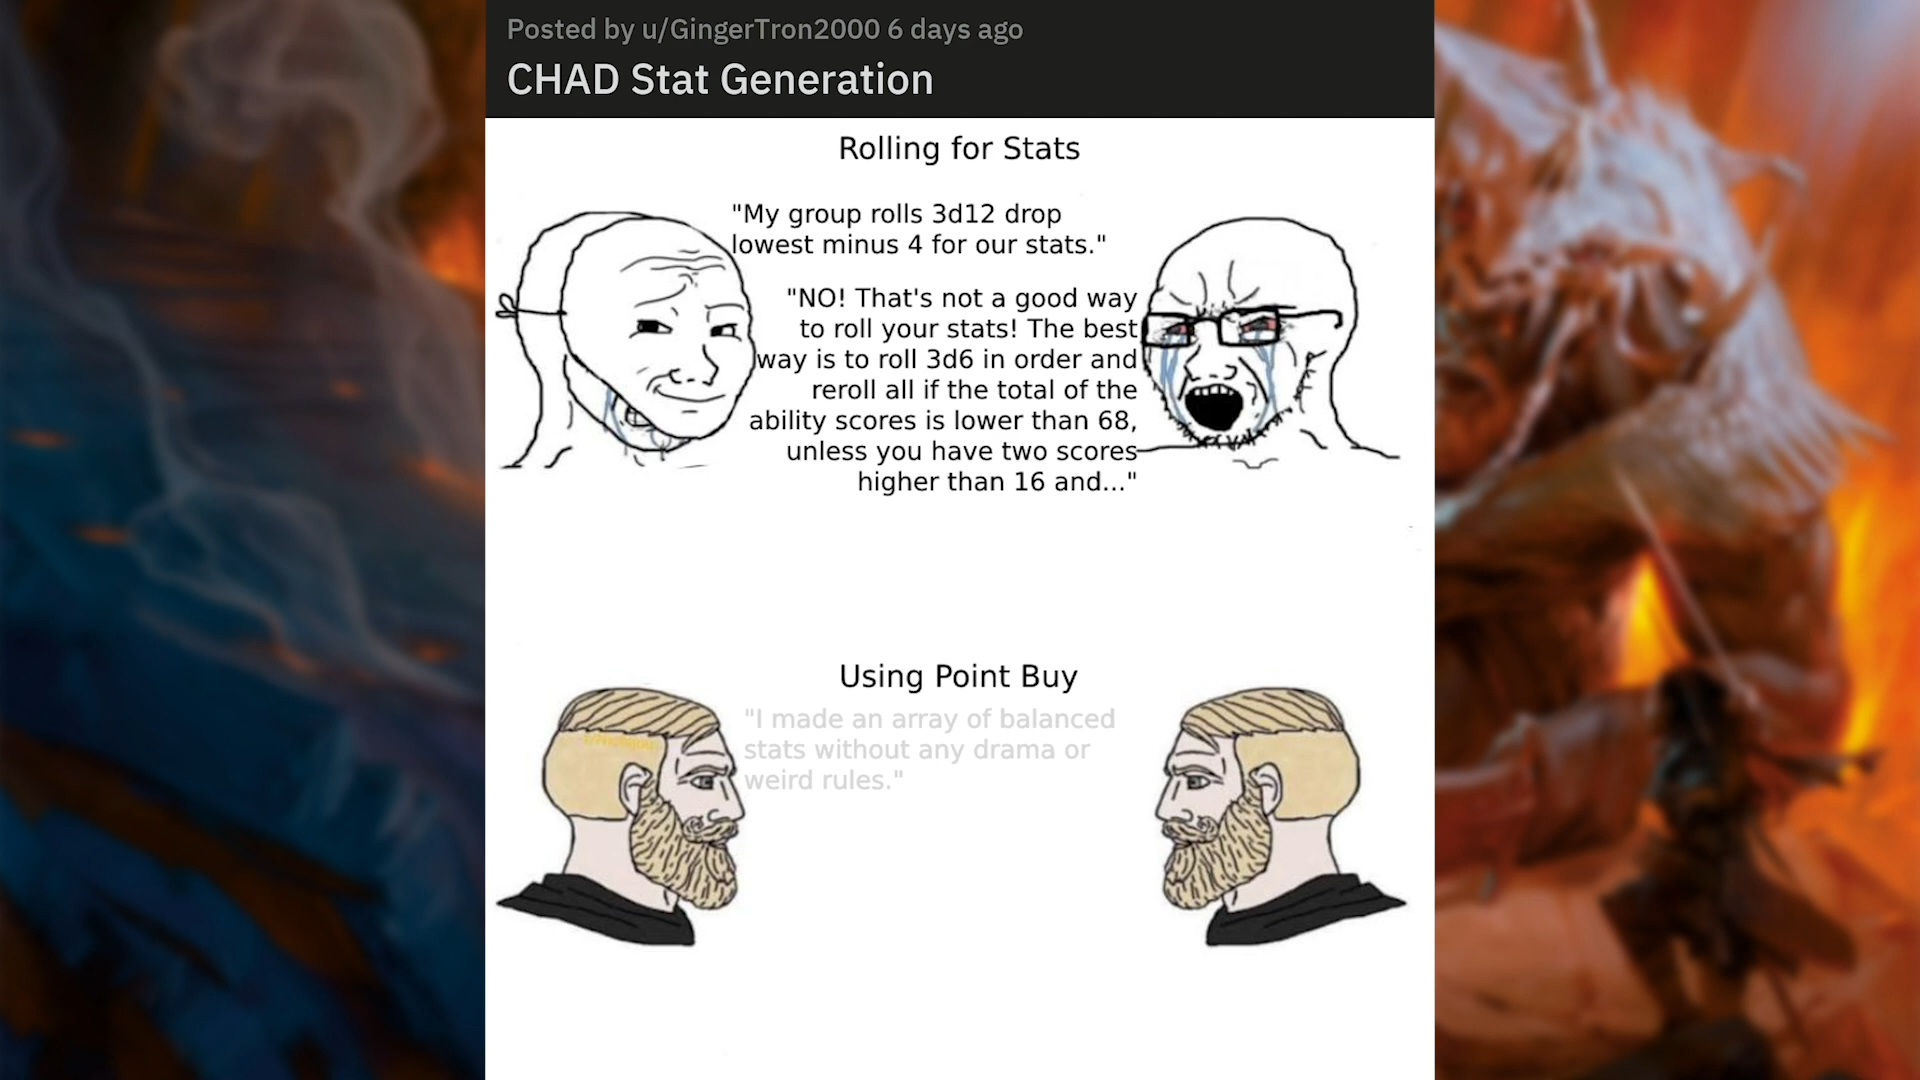 Posted by u/GingerTron2000 6 days ago
CHAD Stat Generation
Rolling for Stats
"My group rolls 3d12 drop
lowest minus 4 for our stats."
"NO! That's not a good way
to roll your stats! The best
way is to roll 3d6 in order and
reroll all if the total of the
ability scores is lower than 68,
unless you have two scores
higher than 16 and..."
Using Point Buy
"I made an array of balanced
stats without any drama or
weird rules."